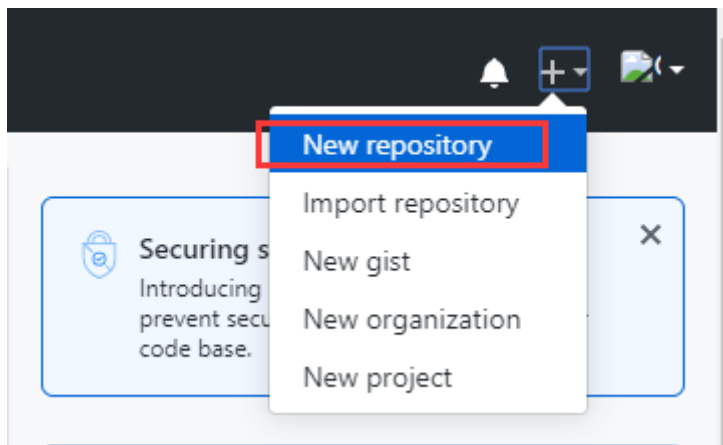 New repository
Import repository
New gist
New organization
New project
Securing s
Introducing
prevent secu
code base.